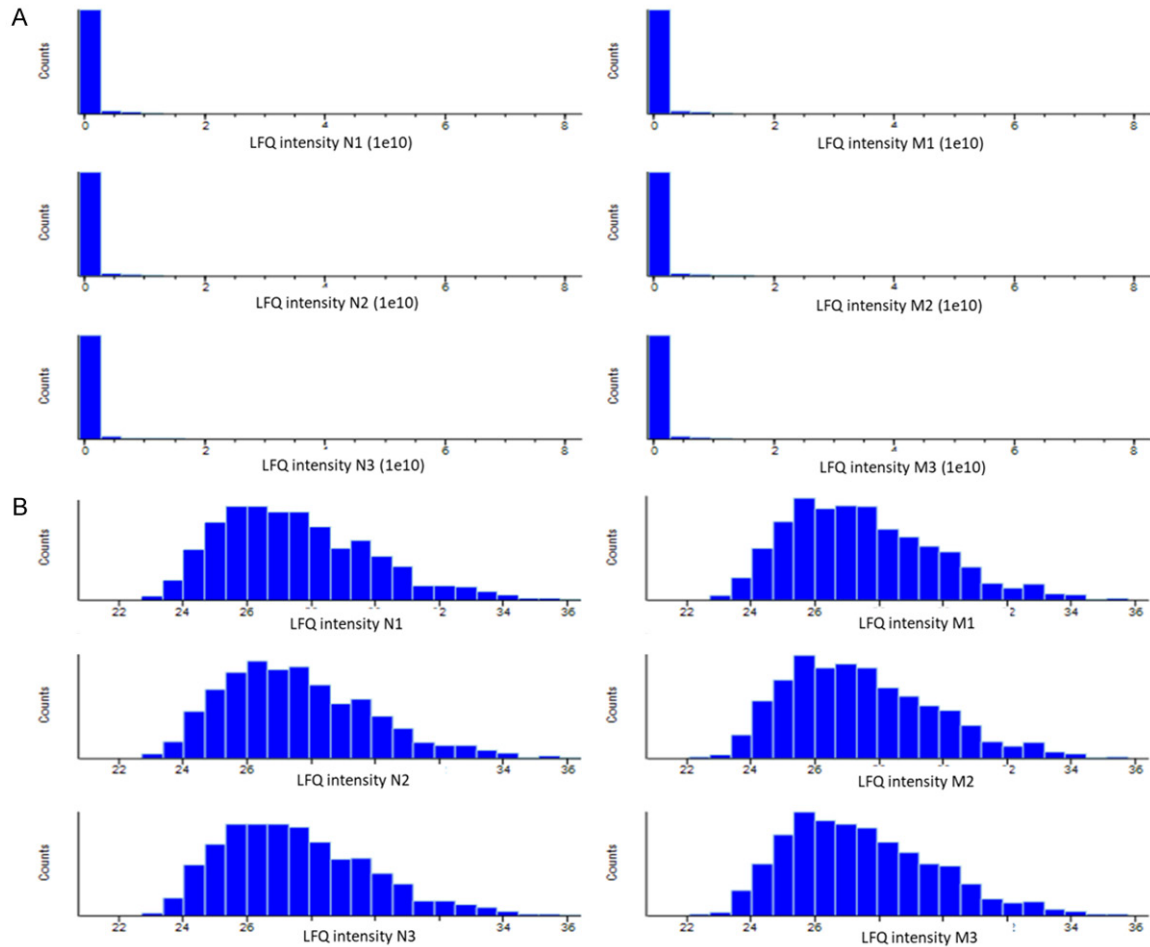 A
Counts
Counts
0 2 4 6 8
0 2 4 6 8
LFQ intensity N1 (1e10)
LFQ intensity M1 (1e10)
Counts
Counts
0 2 6 8
0 2 4 6 8
LFQ intensity N2 (1e10)
LFQ intensity M2 (1e10)
Counts
Counts
0 2 4 6 8
0 2 4 6 8
LFQ intensity N3 (1e10)
LFQ intensity M3 (1e10)
B
Counts
Counts
22 24 26 34 36
22 24 26 34 36
LFQ intensity N1
LFQ intensity M1
Counts
Counts
22 24 26 34 36
22 24 26 34 36
LFQ intensity N2
LFQ intensity M2
Counts
Counts
22 24 26 34 36
22 24 26 34 36
LFQ intensity N3
LFQ intensity M3